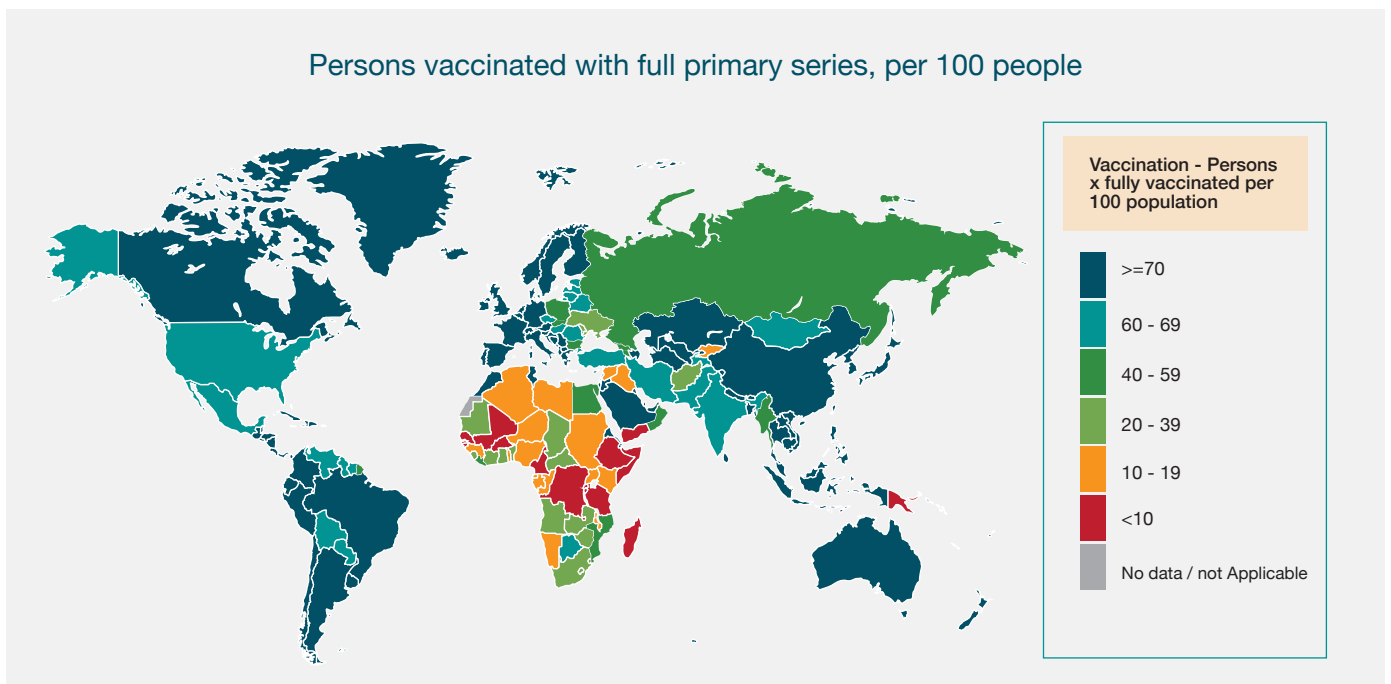 Persons vaccinated with full primary series, per 100 people
Vaccination - Persons
x fully vaccinated per
100 population
>=70
60 - 69
40 - 59
20 - 39
10 - 19
<10
No data / not Applicable